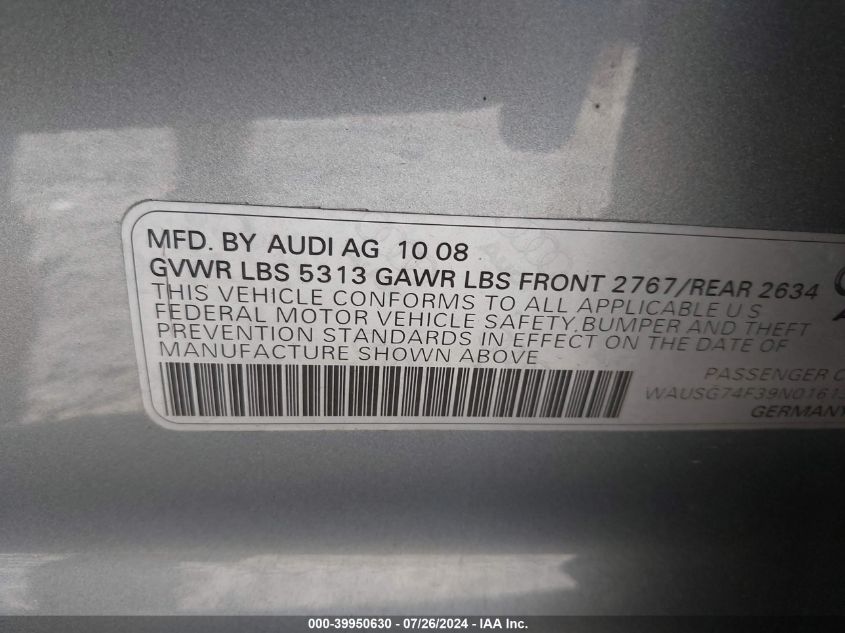 MFD. BY AUDI AG 10 08
GVWR LBS 5313 GAWR LBS FRONT 2767/REAR 2634
THIS VEHICLE CONFORMS TO ALL APPLICABLE U S
FEDERAL MOTOR VEHICLE SAFETY, BUMPER AND THEFT
PREVENTION STANDARDS IN EFFECT ON THE DATE OF
MANUFACTURE SHOWN ABOVE
PASSENGER
GERMANY
000-39950630 - 07/26/2024 - IAA Inc.